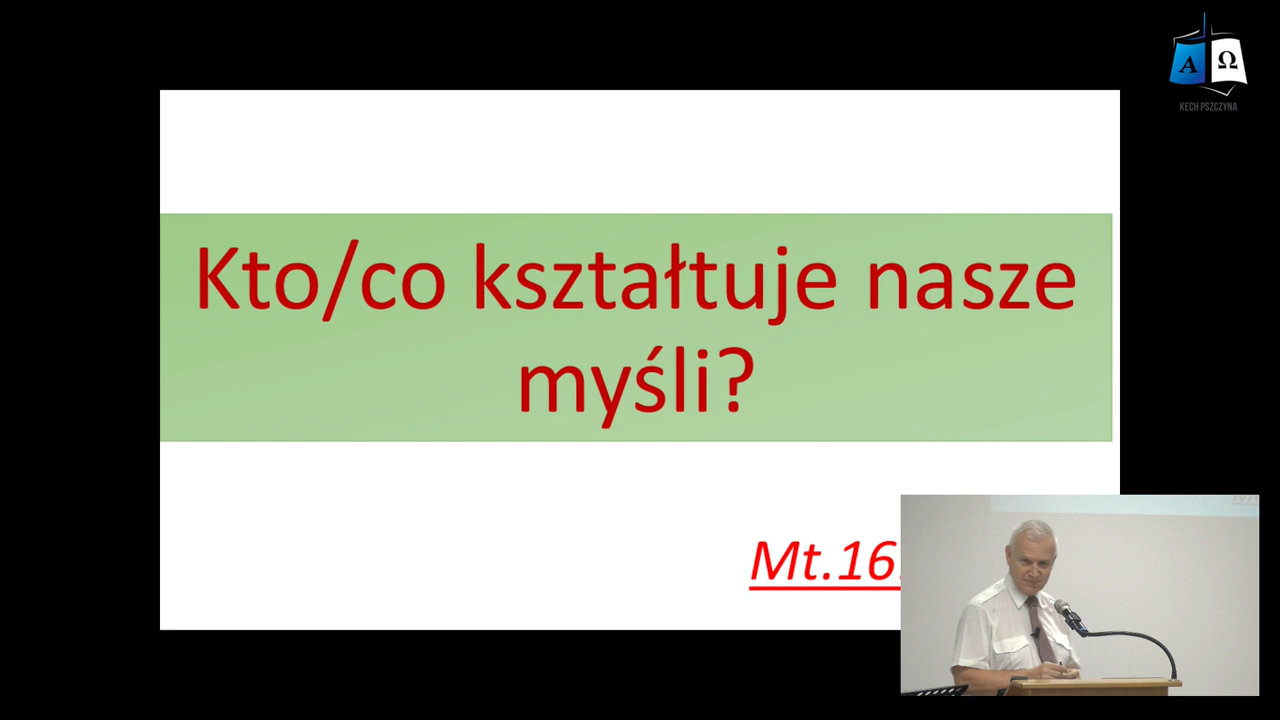 A Ω
KECH PSZCZYNA
Kto/co kształtuje nasze
myśli?
Mt.16